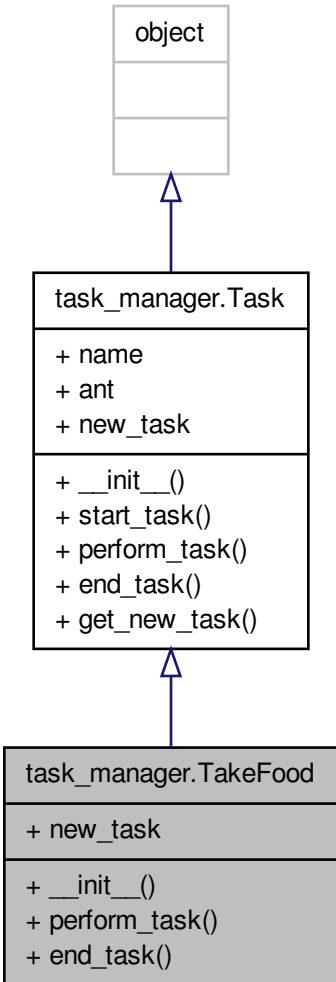 object
task_manager.Task
+ name
+ ant
+ new_task
+ __init__()
+ start_task()
+ perform_task()
+ end_task()
+ get_new_task()
task_manager.TakeFood
+ new_task
+ __init__()
+ perform_task()
+ end_task()